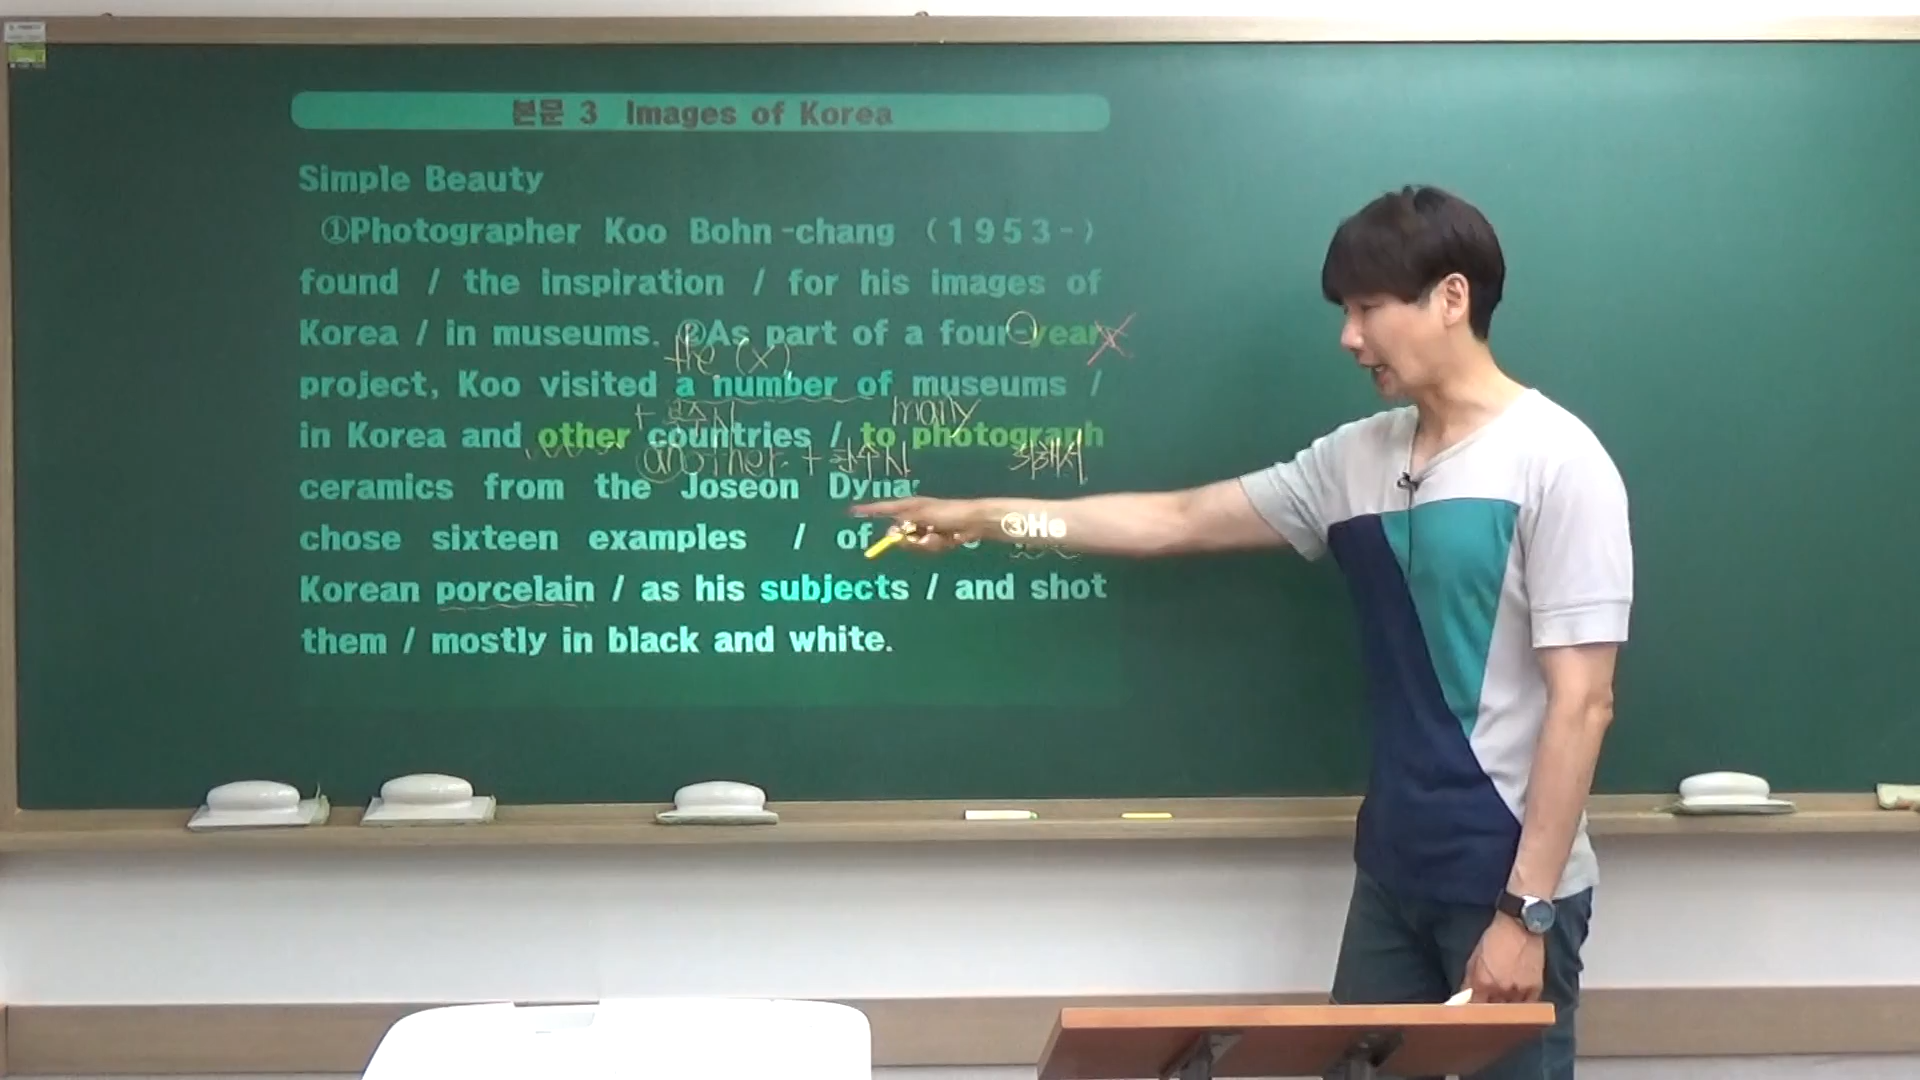 본문 3 Images of Korea
Simple Beauty
①Photographer Koo Bohn-chang (1953-)
found / the inspiration / for his images of
Korea / in museums. ②As part of a four-year
the (x)
project, Koo visited a number of museums /
+ 복수N many
in Korea and other countries / to photograph
another + 단수N 위해서
ceramics from the Joseon
③He
chose sixteen examples / of
Korean porcelain / as his subjects / and shot
them / mostly in black and white.